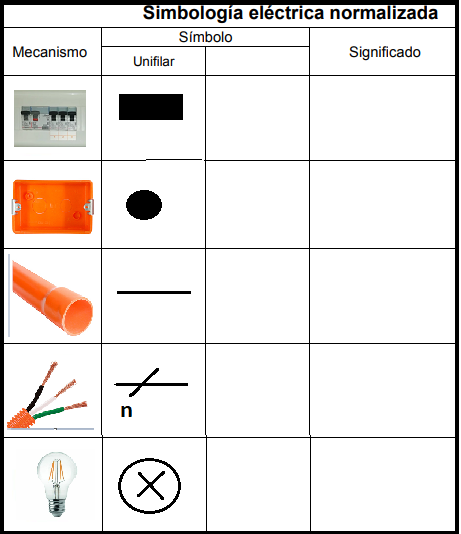 Simbología eléctrica normalizada
Mecanismo
Símbolo
Significado
Unifilar
n